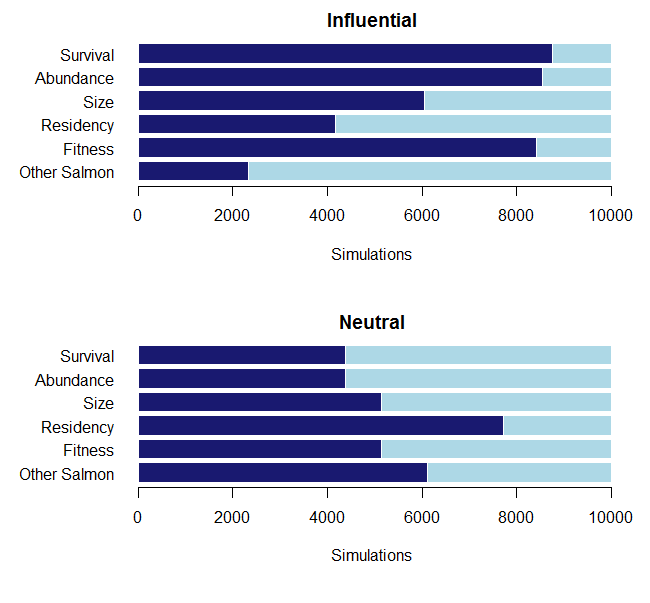 Influential
Survival
Abundance
Size
Residency
Fitness
Other Salmon
0 2000 4000 6000 8000 10000
Simulations
Neutral
Survival
Abundance
Size
Residency
Fitness
Other Salmon
0 2000 4000 6000 8000 10000
Simulations